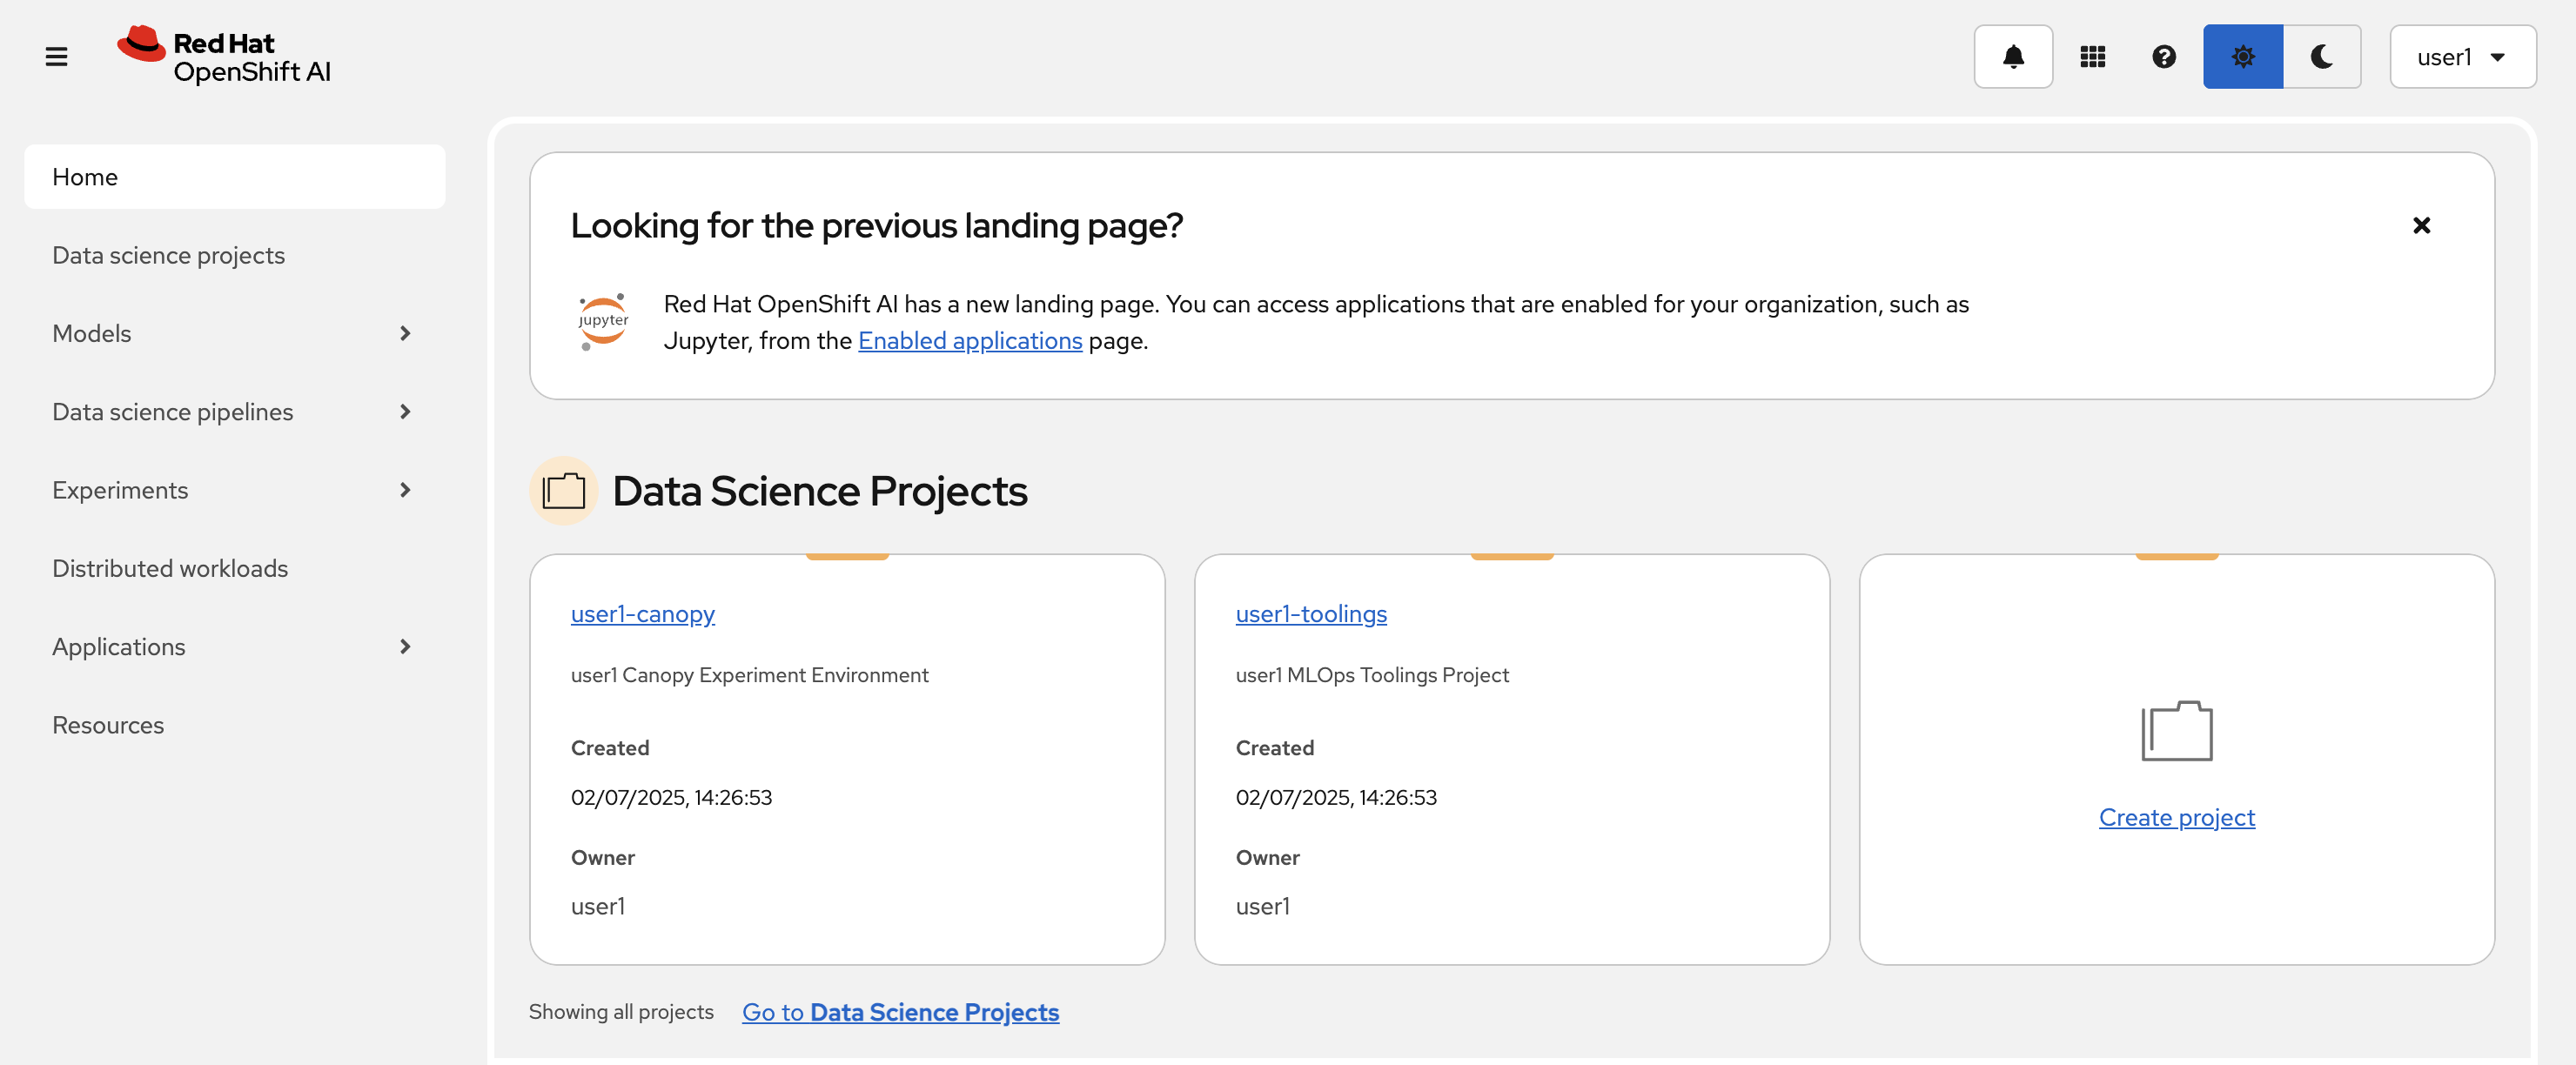 Red Hat
OpenShift AI
user1
Home
Data science projects
Models
Data science pipelines
Experiments
Distributed workloads
Applications
Resources
Looking for the previous landing page?
jupyter
Red Hat OpenShift AI has a new landing page. You can access applications that are enabled for your organization, such as
Jupyter, from the Enabled applications page.
Data Science Projects
user1-canopy
user1 Canopy Experiment Environment
Created
02/07/2025, 14:26:53
Owner
user1
user1-toolings
user1 MLOps Toolings Project
Created
02/07/2025, 14:26:53
Owner
user1
Create project
Showing all projects
Go to Data Science Projects